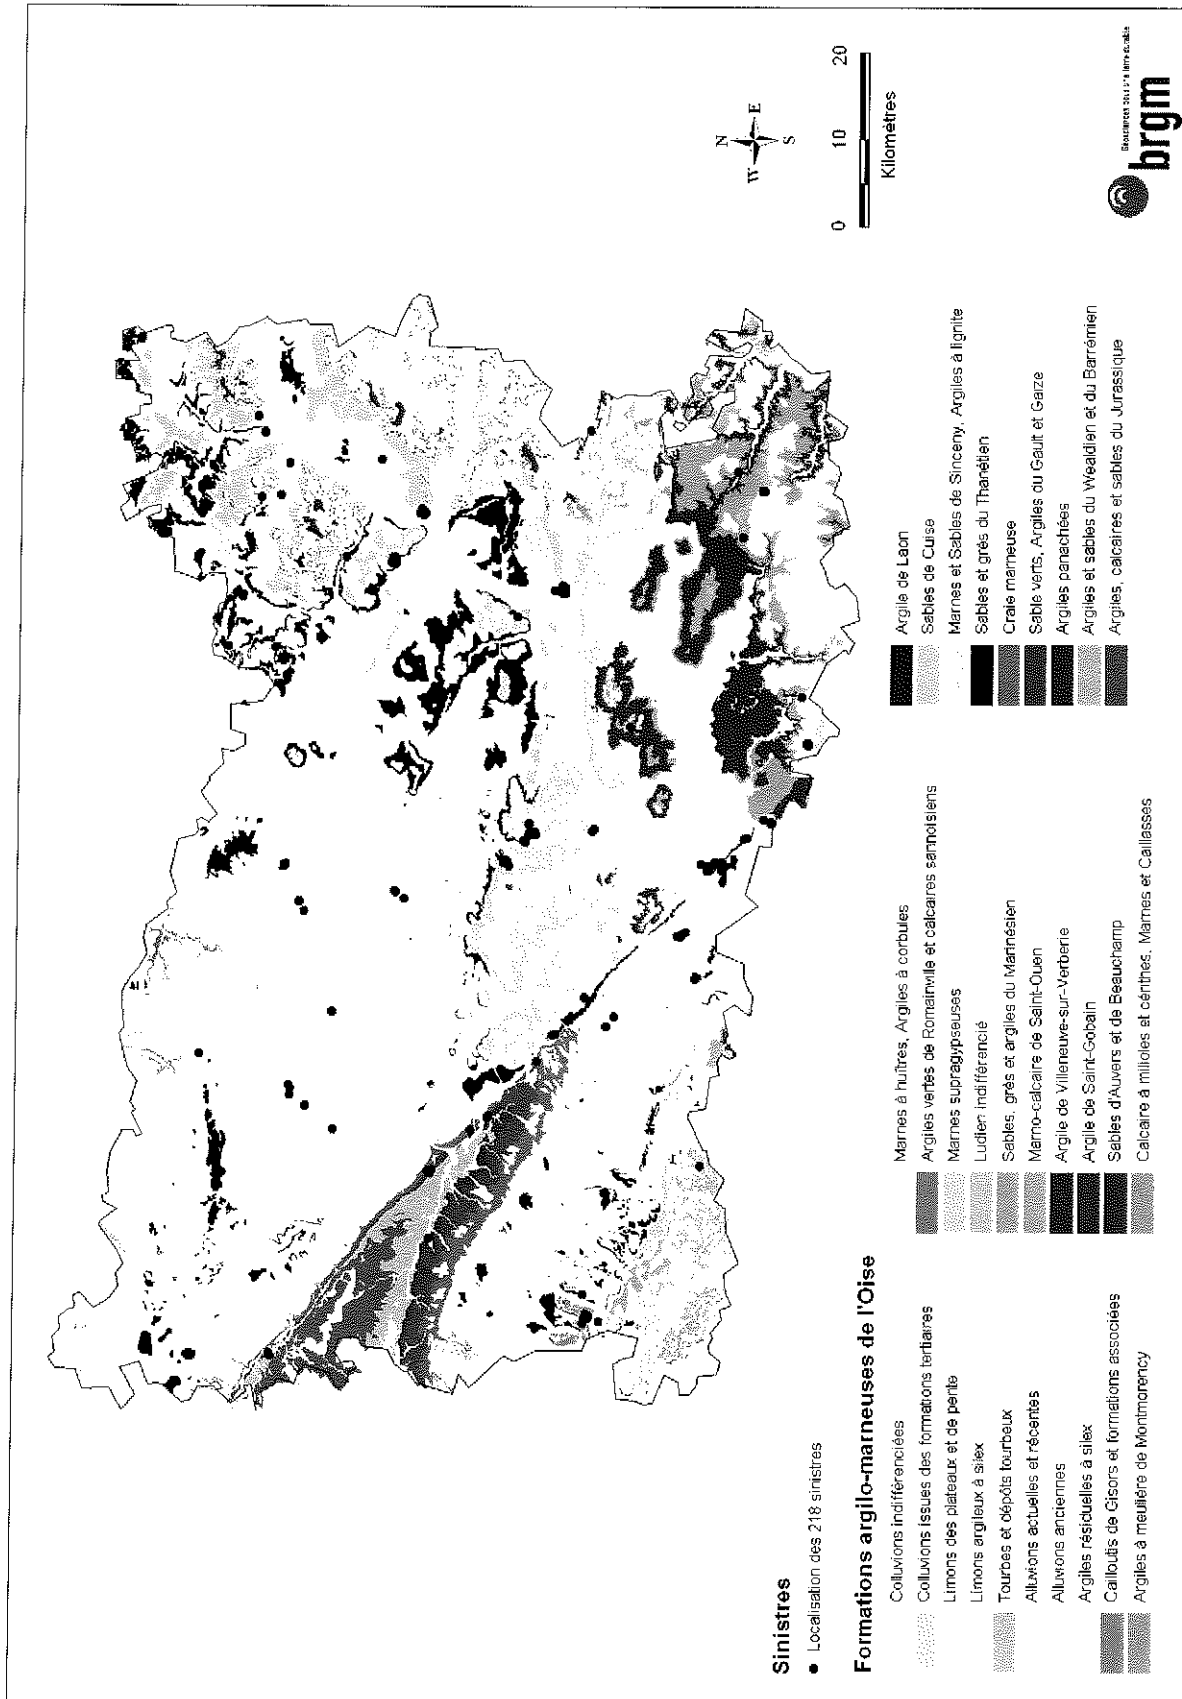 Sinistres
Localisation des 218 sinistres
Formations argilo-marneuses de l'Oise
Colluvions indifférenciées
Colluvions issues des formations tertiaires
Limons des plateaux et de pente
Limons argileux à silex
Tourbes et dépôts tourbeux
Alluvions actuelles et récentes
Alluvions anciennes
Argiles résiduelles à silex
Cailloutis de Gisors et formations associées
Argiles à meulière de Montmorency
Marnes à huîtres, Argiles à corbules
Argiles vertes de Romainville et calcaires sannoisiens
Marnes supragypseuses
Ludien indifférencié
Sables, grès et argiles du Marinésien
Marno-calcaire de Saint-Ouen
Argile de Villeneuve-sur-Verberie
Argile de Saint-Gobain
Sables d'Auvers et de Beauchamp
Calcaire à milioles et cérithes, Marnes et Caillasses
Argile de Laon
Sables de Cuise
Marnes et Sables de Sinceny, Argiles à lignite
Sables et grès du Thanétien
Craie marneuse
Sable verts, Argiles du Gault et Gaize
Argiles panachées
Argiles et sables du Wealdien et du Barrémien
Argiles, calcaires et sables du Jurassique
N
W E
S
0 10 20
Kilomètres
Géosciences pour une Terre durable
brgm